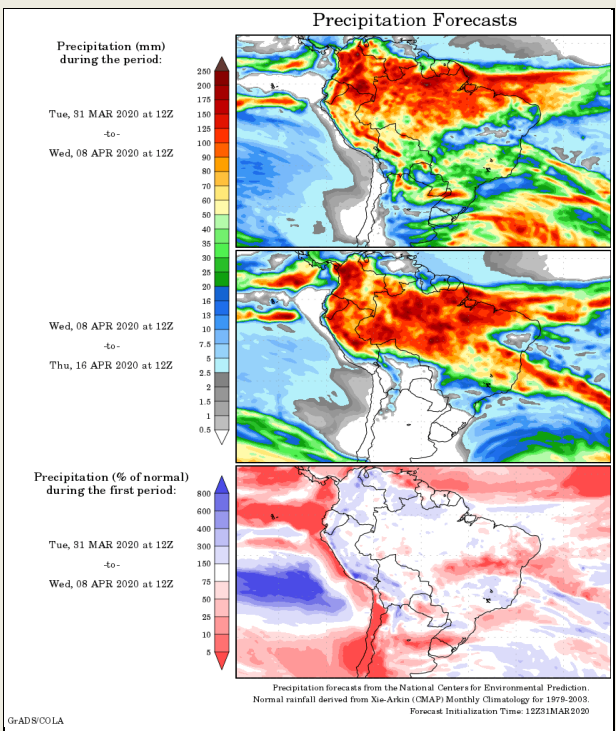 Precipitation Forecasts
Precipitation (mm)
during the period:
Tue, 31 MAR 2020 at 12Z
-to-
Wed, 08 APR 2020 at 12Z
250
200
175
150
125
100
90
80
70
60
50
40
35
30
25
20
16
13
10
7.5
5
2.5
2
1.5
1
0.5
Wed, 08 APR 2020 at 12Z
-to-
Thu, 16 APR 2020 at 12Z
Precipitation (% of normal)
during the first period:
Tue, 31 MAR 2020 at 12Z
-to-
Wed, 08 APR 2020 at 12Z
800
600
400
300
150
75
50
25
10
5
Precipitation forecasts from the National Centers for Environmental Prediction.
Normal rainfall derived from Xie-Arkin (CMAP) Monthly Climatology for 1979-2003.
Forecast Initialization Time: 12Z31MAR2020
GrADS/COLA